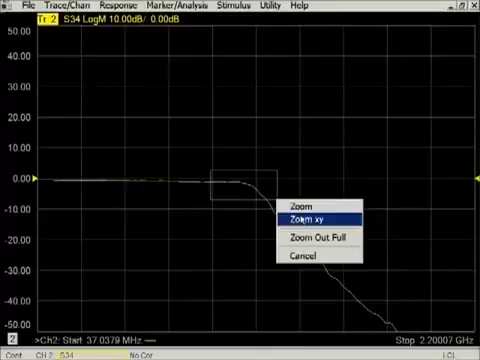 File Trace/Chan Response Marker/Analysis Stimulus Utility Help
Tr 2 S34 LogM 10.00dB/ 0.00dB
50.00
40.00
30.00
20.00
10.00
0.00
-10.00
-20.00
-30.00
-40.00
-50.00
Zoom
Zoom xy
Zoom Out Full
Cancel
2 >Ch2: Start 37.0379 MHz Stop 2.20007 GHz
Cont. CH 2: S34 No Cor LCL